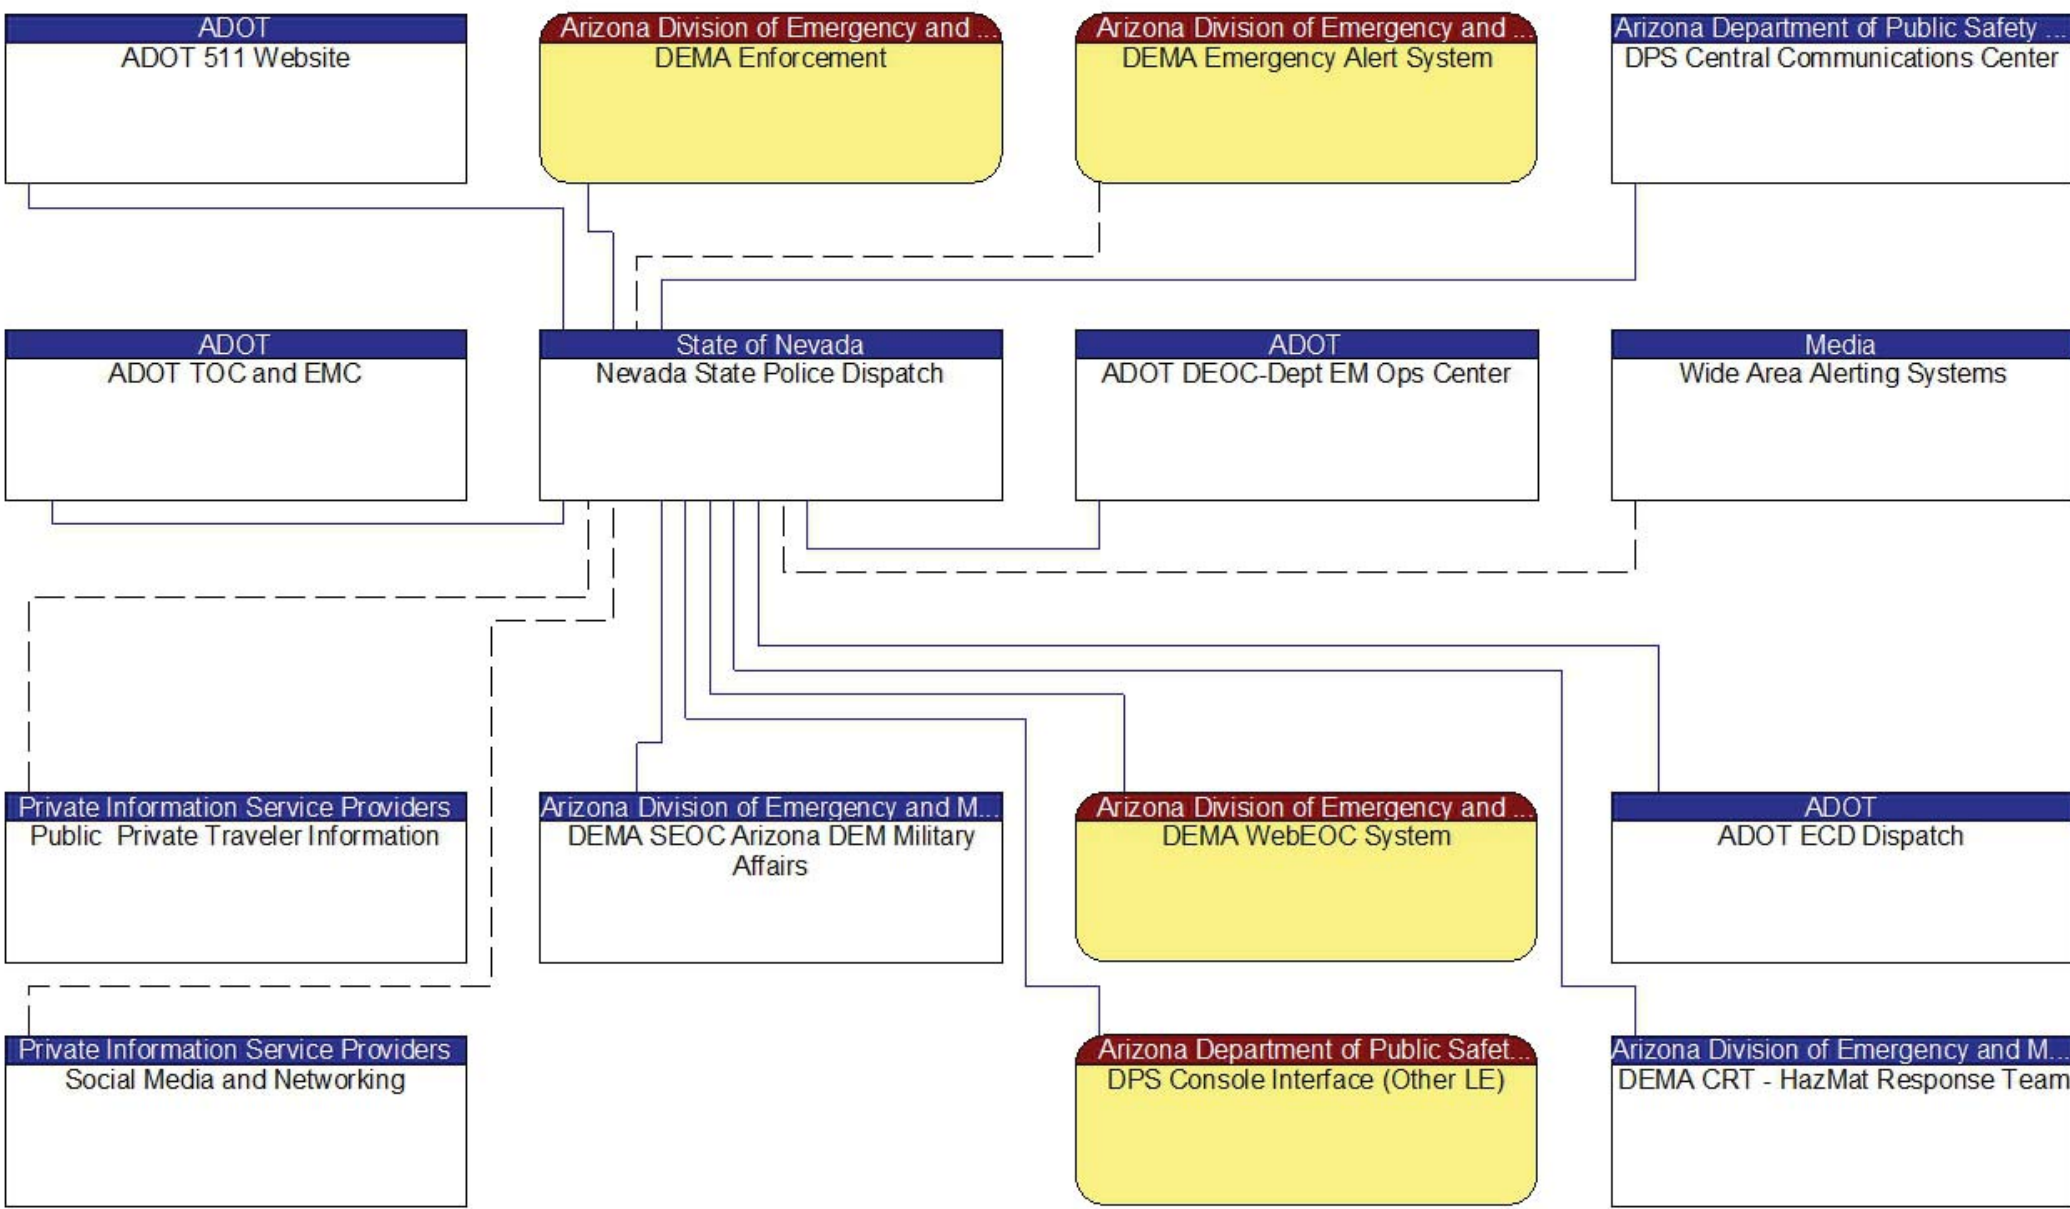 ADOT
ADOT 511 Website
Arizona Division of Emergency and ...
DEMA Enforcement
Arizona Division of Emergency and ...
DEMA Emergency Alert System
Arizona Department of Public Safety ...
DPS Central Communications Center
ADOT
ADOT TOC and EMC
State of Nevada
Nevada State Police Dispatch
ADOT
ADOT DEOC-Dept EM Ops Center
Media
Wide Area Alerting Systems
Private Information Service Providers
Public Private Traveler Information
Arizona Division of Emergency and M...
DEMA SEOC Arizona DEM Military
Affairs
Arizona Division of Emergency and ...
DEMA WebEOC System
ADOT
ADOT ECD Dispatch
Private Information Service Providers
Social Media and Networking
Arizona Department of Public Safet...
DPS Console Interface (Other LE)
Arizona Division of Emergency and M...
DEMA CRT - HazMat Response Team